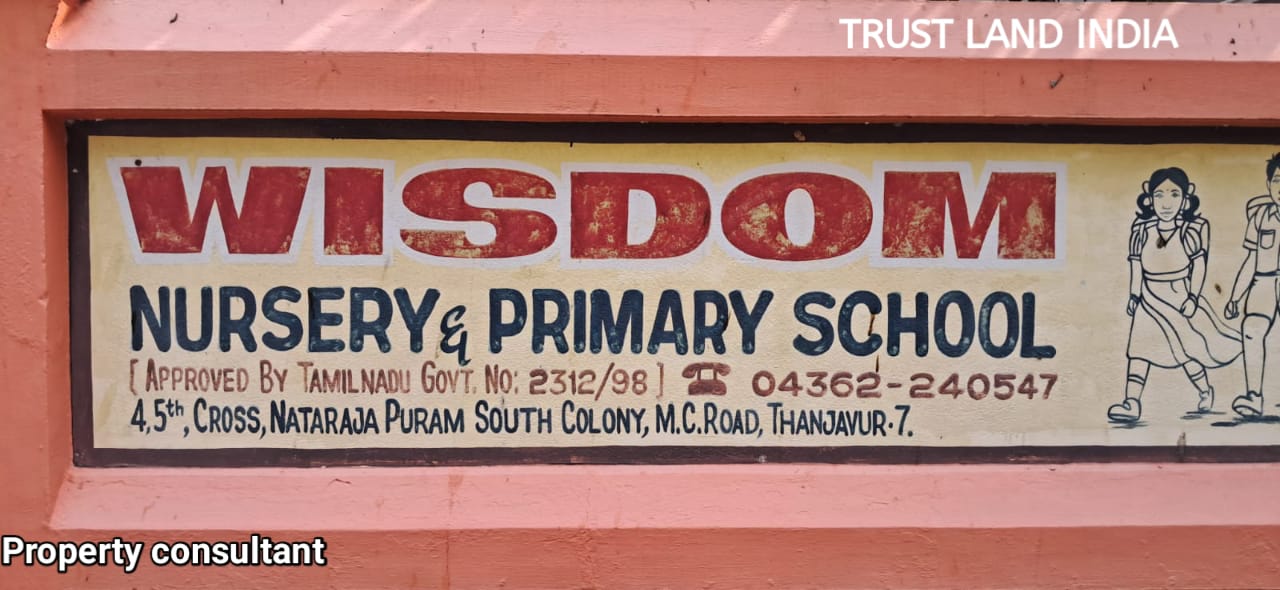 TRUST LAND INDIA
WISDOM
NURSERY & PRIMARY SCHOOL
[APPROVED BY TAMILNADU GOVT. NO: 2312/98] ☎ 04362-240547
4, 5th, CROSS, NATARAJA PURAM SOUTH COLONY, M.C.ROAD, THANJAVUR·7.
Property consultant